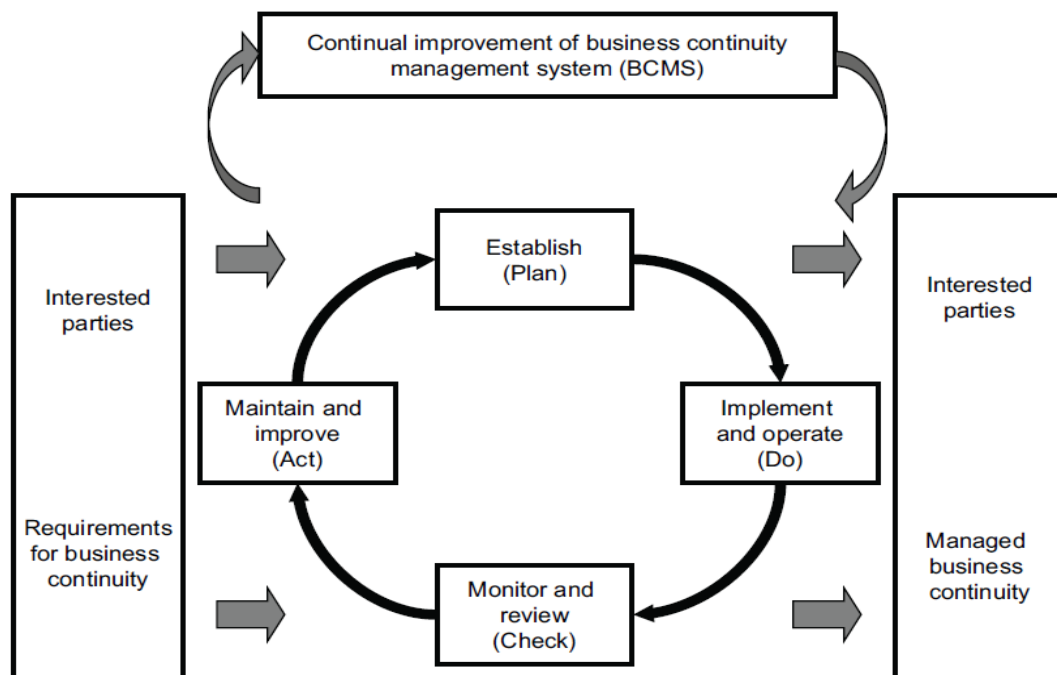 Continual improvement of business continuity
management system (BCMS)
Establish
(Plan)
Interested
parties
Interested
parties
Maintain and
improve
(Act)
Implement
and operate
(Do)
Requirements
for business
continuity
Managed
business
continuity
Monitor and
review
(Check)